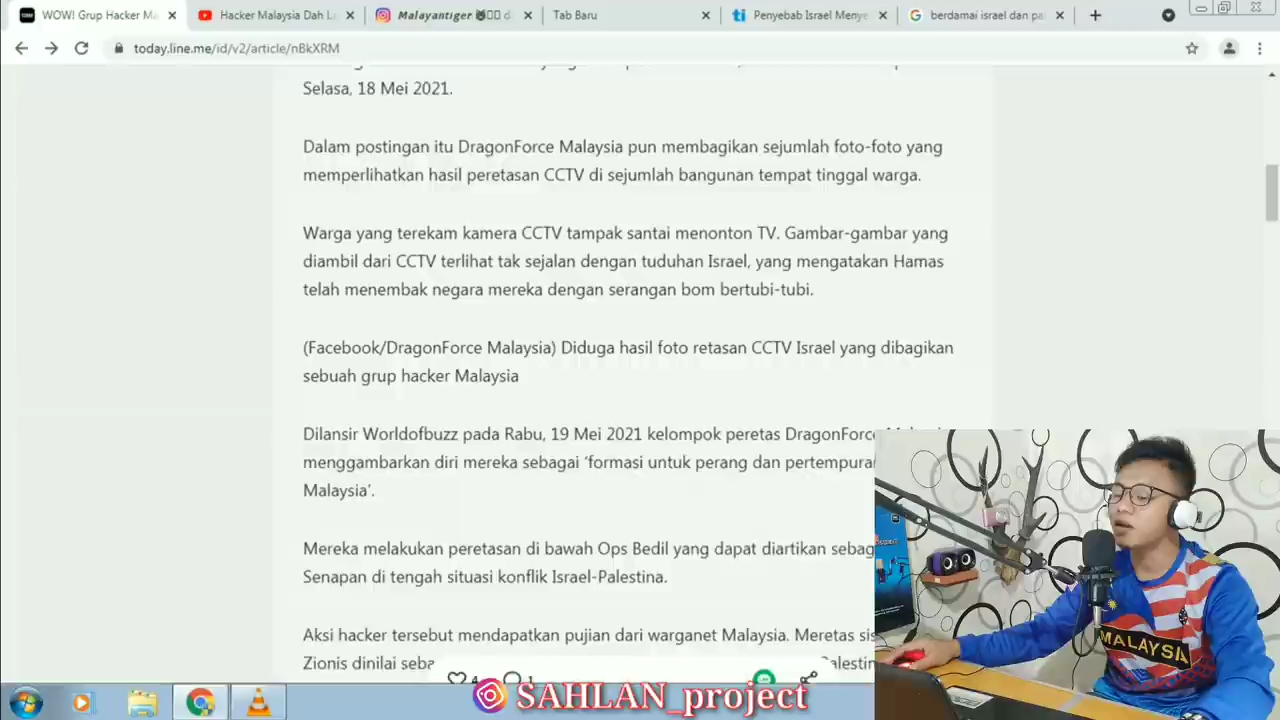 WOW! Grup Hacker Ma
Hacker Malaysia Dah L
Malayantiger
Tab Baru
Penyebab Israel Menye
berdamai israel dan pa
today.line.me/id/v2/article/nBkXRM
Selasa, 18 Mei 2021.
Dalam postingan itu DragonForce Malaysia pun membagikan sejumlah foto-foto yang
memperlihatkan hasil peretasan CCTV di sejumlah bangunan tempat tinggal warga.
Warga yang terekam kamera CCTV tampak santai menonton TV. Gambar-gambar yang
diambil dari CCTV terlihat tak sejalan dengan tuduhan Israel, yang mengatakan Hamas
telah menembak negara mereka dengan serangan bom bertubi-tubi.
(Facebook/DragonForce Malaysia) Diduga hasil foto retasan CCTV Israel yang dibagikan
sebuah grup hacker Malaysia
Dilansir Worldofbuzz pada Rabu, 19 Mei 2021 kelompok peretas DragonForce
menggambarkan diri mereka sebagai ‘formasi untuk perang dan pertempuran
Malaysia’.
Mereka melakukan peretasan di bawah Ops Bedil yang dapat diartikan sebag
Senapan di tengah situasi konflik Israel-Palestina.
Aksi hacker tersebut mendapatkan pujian dari warganet Malaysia. Meretas sis
Zionis dinilai seba
MALAYSIA
SAHLAN_project